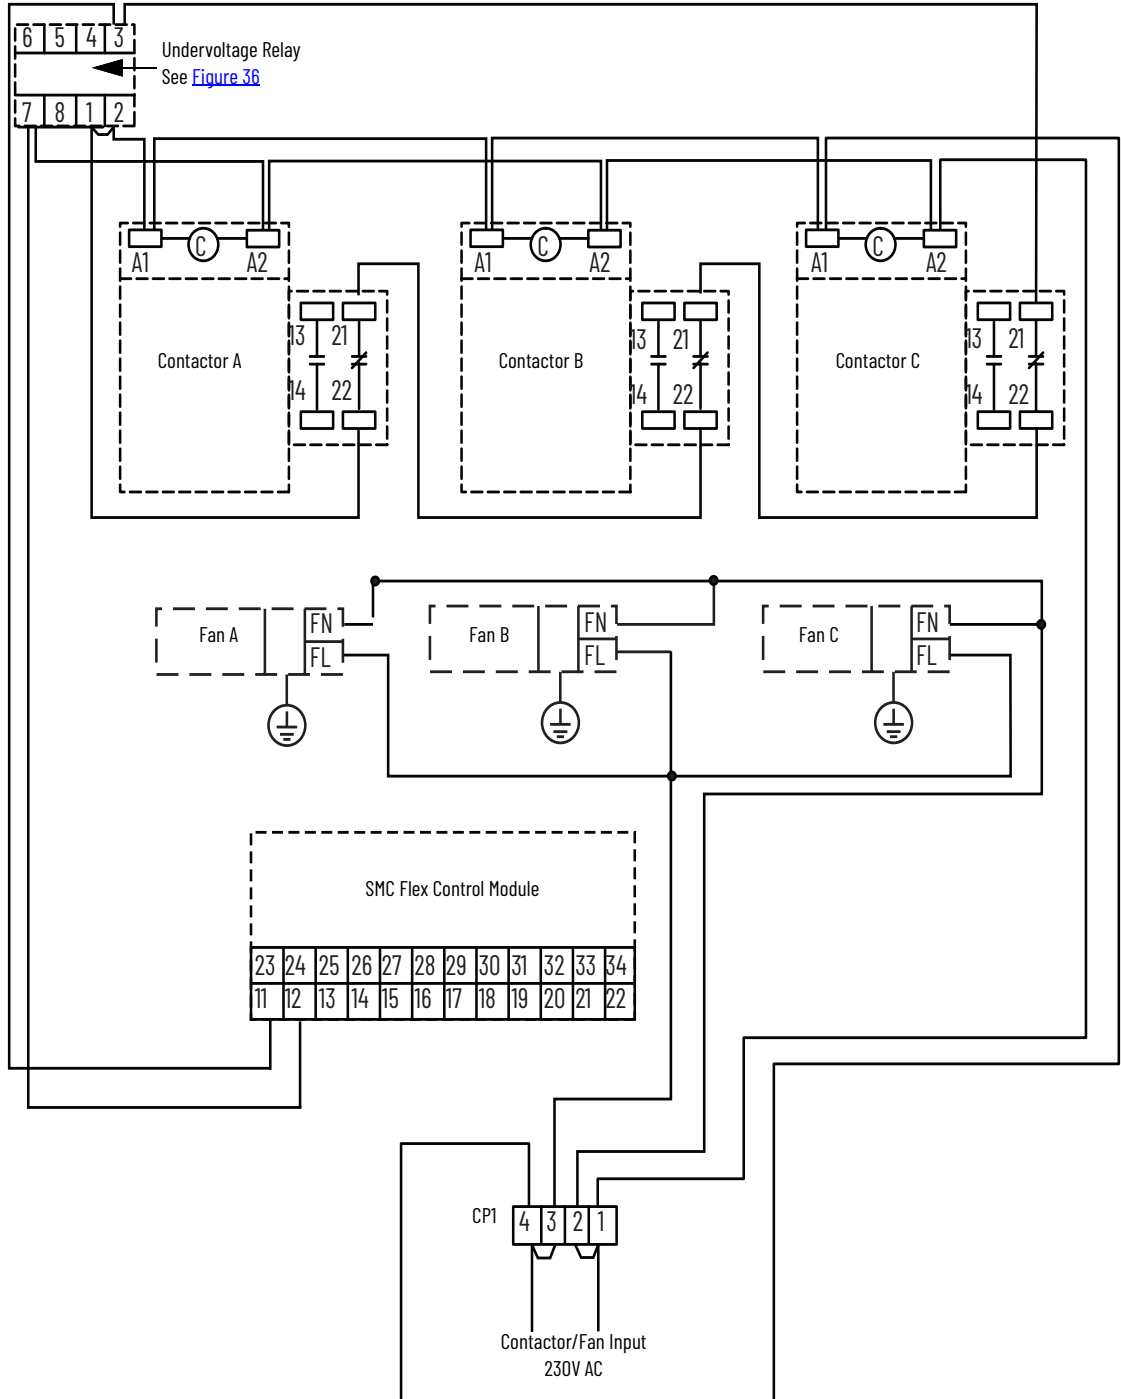 6 5 4 3
Undervoltage Relay
See Figure 36
7 8 1 2
C C C
A1 A2 A1 A2 A1 A2
13 21 13 21 13 21
Contactor A Contactor B Contactor C
14 22 14 22 14 22
FN FN FN
Fan A Fan B Fan C
FL FL FL
SMC Flex Control Module
23 24 25 26 27 28 29 30 31 32 33 34
11 12 13 14 15 16 17 18 19 20 21 22
CP1 4 3 2 1
Contactor/Fan Input
230V AC